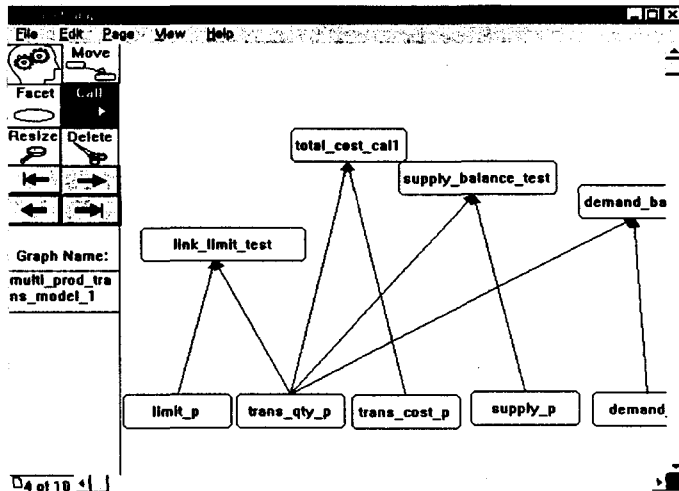 File Edit Page View Help
Move
Facet Call
Resize Delete
Graph Name:
multi_prod_tra
ns_model_1
total_cost_cal1
supply_balance_test
demand_ba
link_limit_test
limit_p
trans_qty_p
trans_cost_p
supply_p
demand_
4 of 10